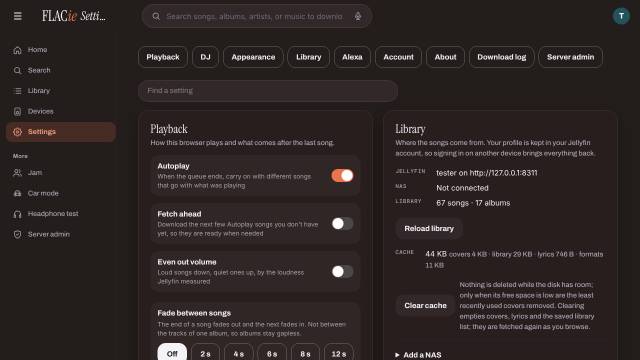 FLACie Setti...
Search songs, albums, artists, or music to downlo
T
Home
Search
Library
Devices
Settings
More
Jam
Car mode
Headphone test
Server admin
Playback
DJ
Appearance
Library
Alexa
Account
About
Download log
Server admin
Find a setting
Playback
How this browser plays and what comes after the last song.
Autoplay
When the queue ends, carry on with different songs
that go with what was playing
Fetch ahead
Download the next few Autoplay songs you don't have
yet, so they are ready when needed
Even out volume
Loud songs down, quiet ones up, by the loudness
Jellyfin measured
Fade between songs
The end of a song fades out and the next fades in. Not between
the tracks of one album, so albums stay gapless.
Off
2 s
4 s
6 s
8 s
12 s
Library
Where the songs come from. Your profile is kept in your Jellyfin
account, so signing in on another device brings everything back.
JELLYFIN tester on http://127.0.0.1:8311
NAS Not connected
LIBRARY 67 songs · 17 albums
Reload library
CACHE 44 KB covers 4 KB · library 29 KB · lyrics 746 B · formats
11 KB
Clear cache
Nothing is deleted while the disk has room;
only when its free space is low are the least
recently used covers removed. Clearing
empties covers, lyrics and the saved library
list; they are fetched again as you browse.
Add a NAS